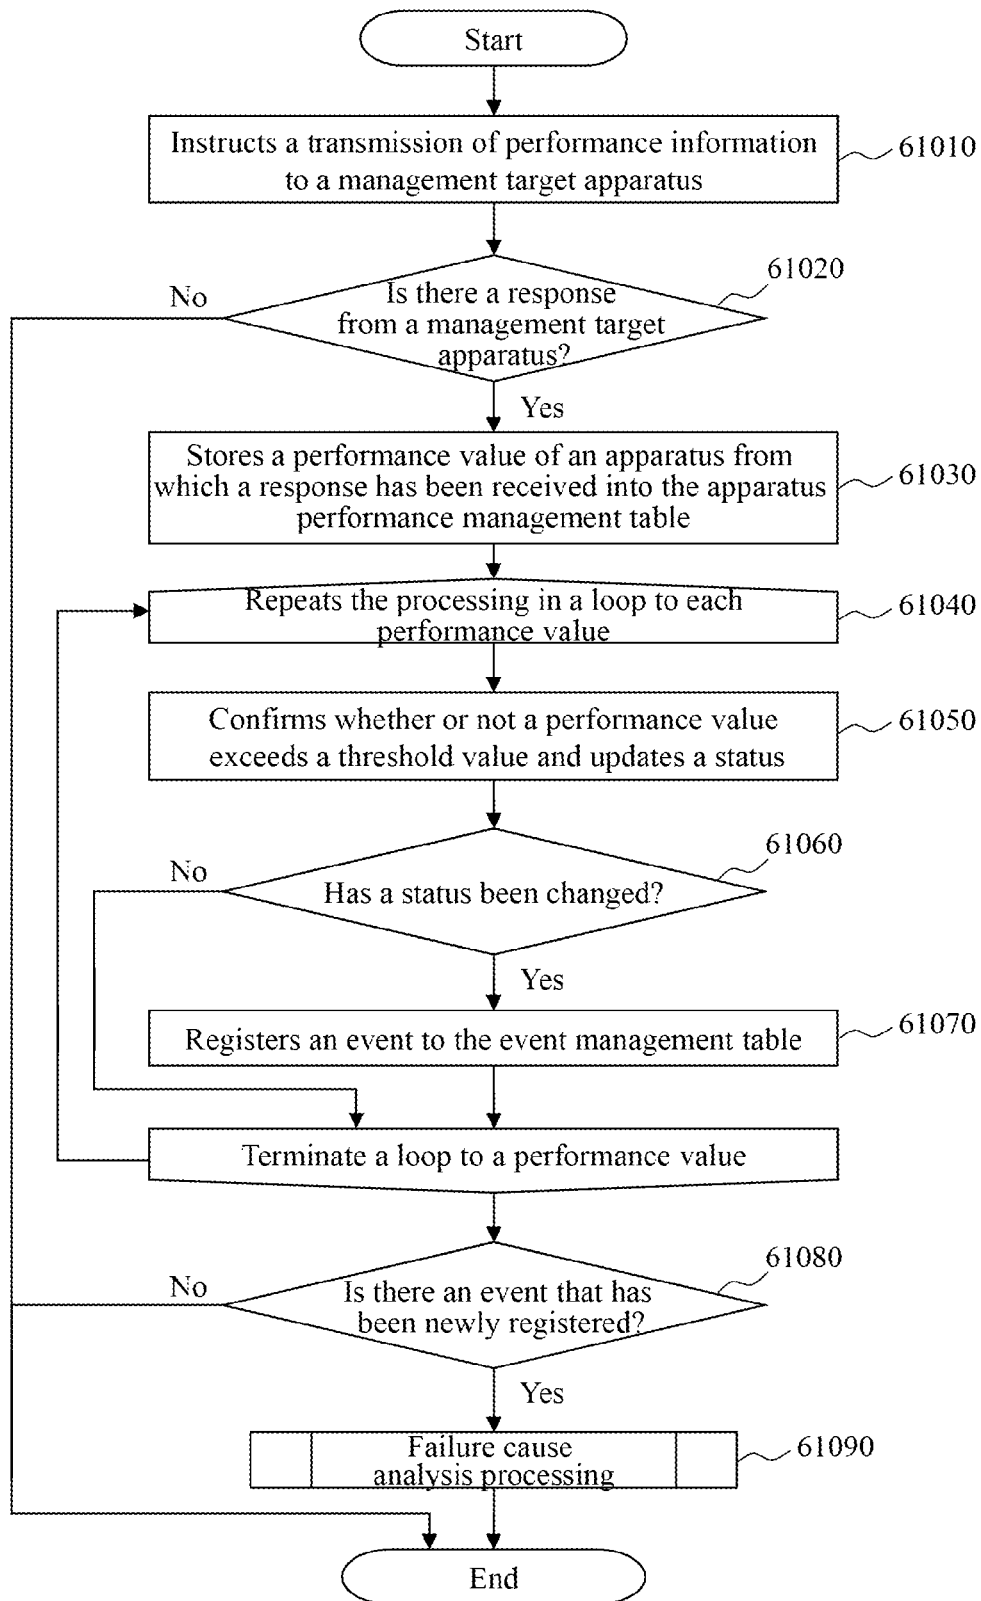 Start
Instructs a transmission of performance information
to a management target apparatus
61010
61020
No
Is there a response
from a management target
apparatus?
Yes
Stores a performance value of an apparatus from
which a response has been received into the apparatus
performance management table
61030
Repeats the processing in a loop to each
performance value
61040
Confirms whether or not a performance value
exceeds a threshold value and updates a status
61050
61060
No
Has a status been changed?
Yes
Registers an event to the event management table
61070
Terminate a loop to a performance value
61080
No
Is there an event that has
been newly registered?
Yes
Failure cause
analysis processing
61090
End